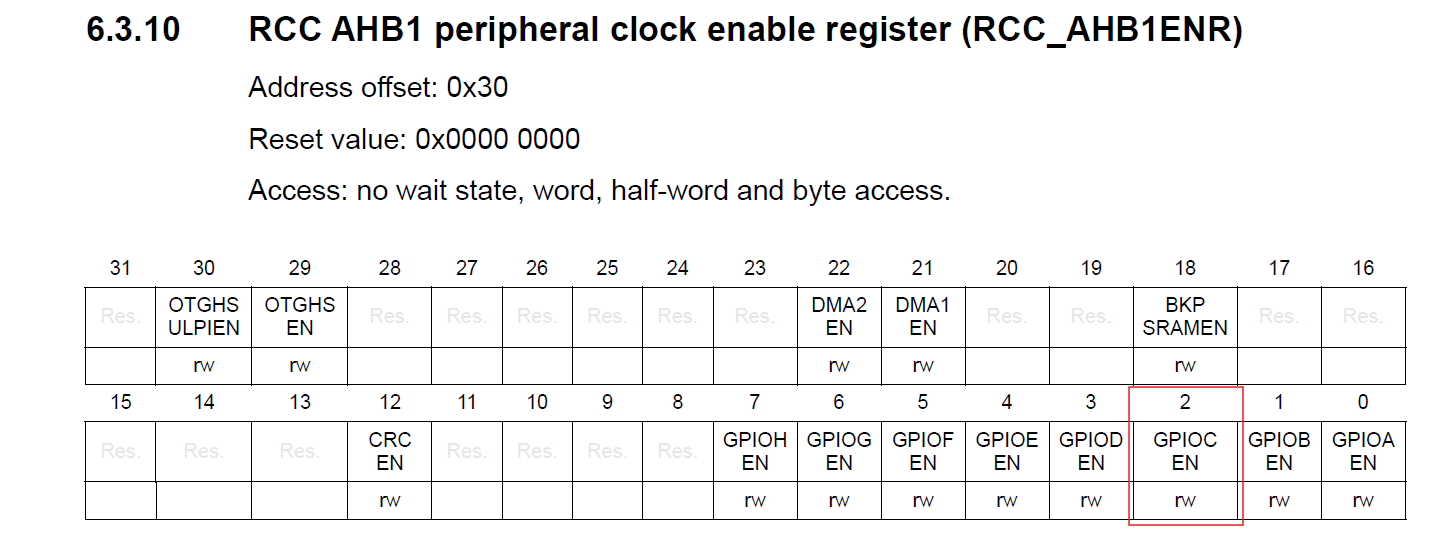 6.3.10 RCC AHB1 peripheral clock enable register (RCC_AHB1ENR)
Address offset: 0x30
Reset value: 0x0000 0000
Access: no wait state, word, half-word and byte access.
31 30 29 28 27 26 25 24 23 22 21 20 19 18 17 16
Res. OTGHS ULPIEN OTGHS EN Res. Res. Res. Res. Res. Res. DMA2 EN DMA1 EN Res. Res. BKP SRAMEN Res. Res.
rw rw rw rw rw
15 14 13 12 11 10 9 8 7 6 5 4 3 2 1 0
Res. Res. Res. CRC EN Res. Res. Res. Res. GPIOH EN GPIOG EN GPIOF EN GPIOE EN GPIOD EN GPIOC EN GPIOB EN GPIOA EN
rw rw rw rw rw rw rw rw rw